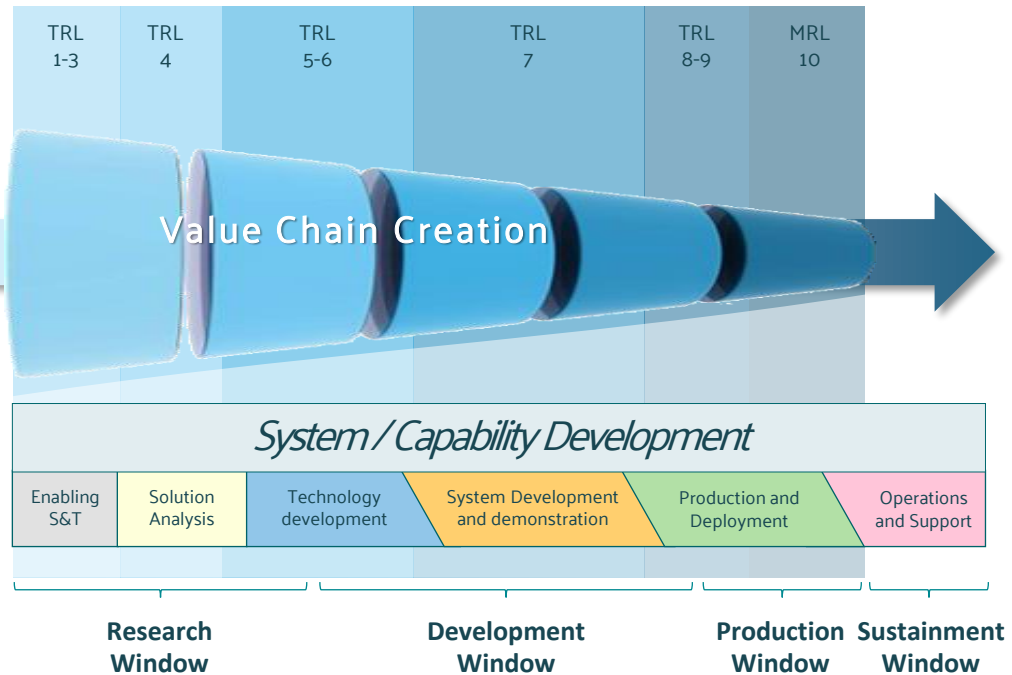 TRL
1-3
TRL
4
TRL
5-6
TRL
7
TRL
8-9
MRL
10
Value Chain Creation
System / Capability Development
Enabling
S&T
Solution
Analysis
Technology
development
System Development
and demonstration
Production and
Deployment
Operations
and Support
Research
Window
Development
Window
Production
Window
Sustainment
Window